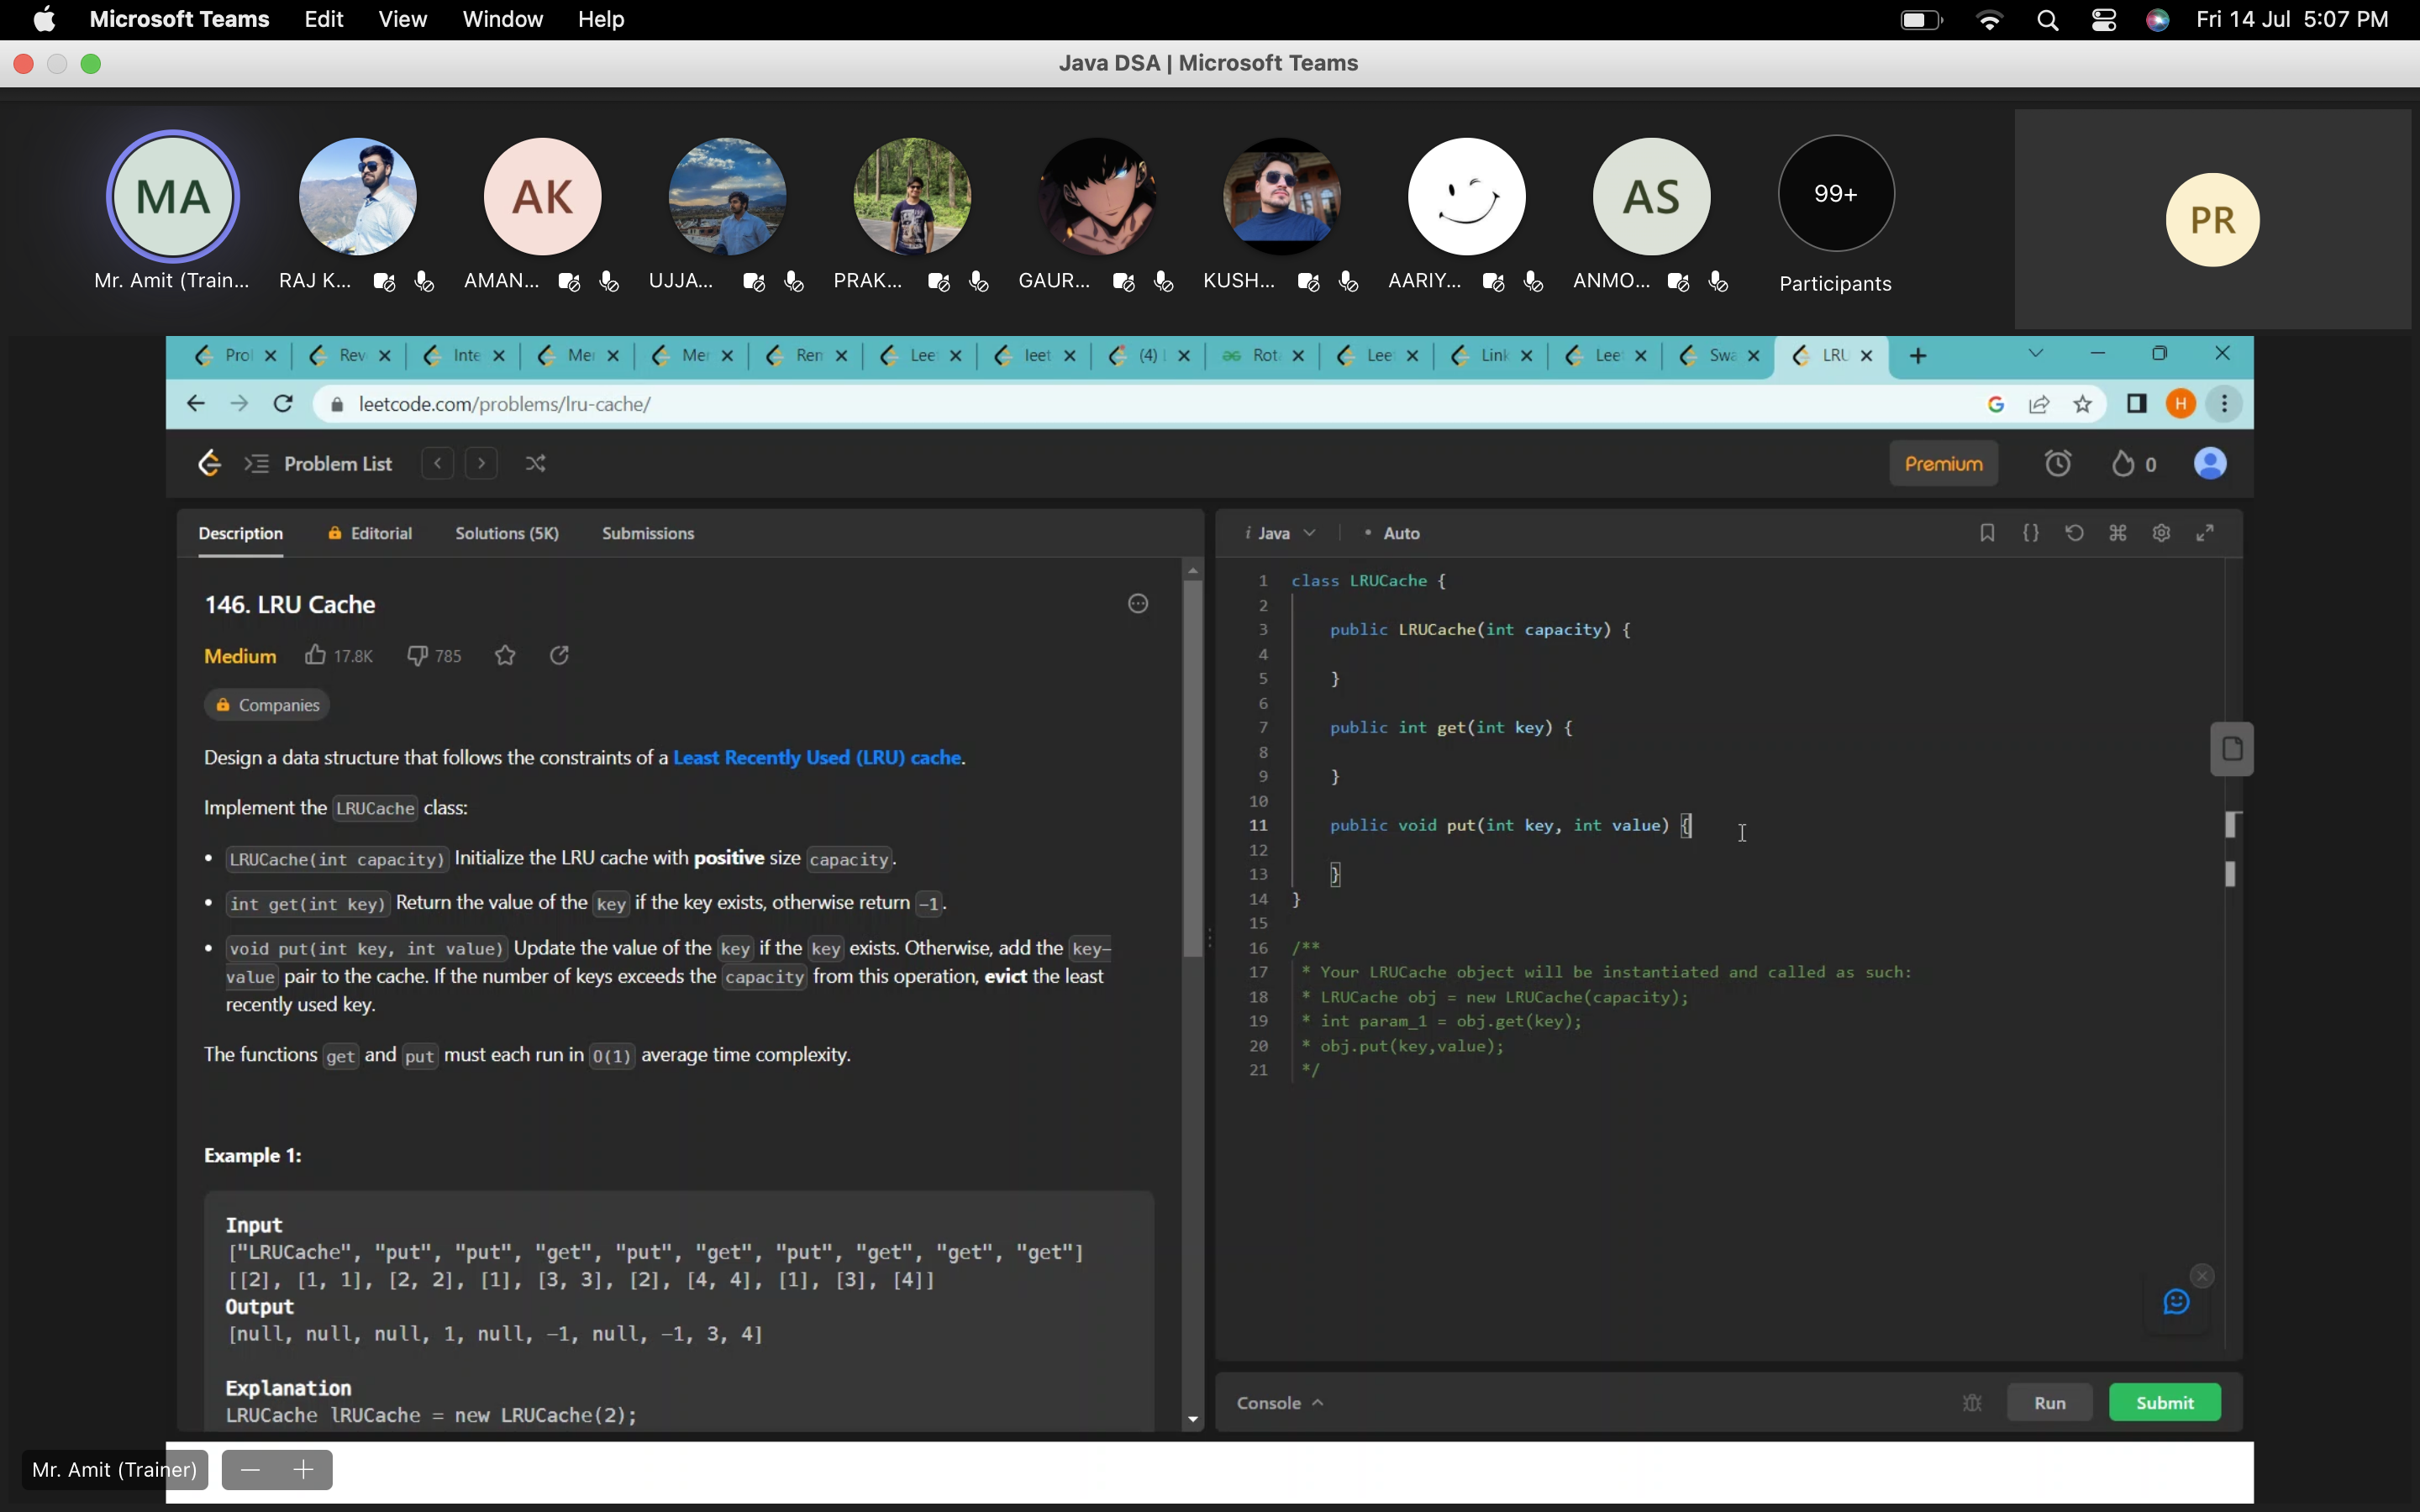 Microsoft Teams Edit View Window Help Fri 14 Jul 5:07 PM
Java DSA | Microsoft Teams
MA AK AS 99+ PR
Mr. Amit (Train... RAJ K... AMAN... UJJA... PRAK... GAUR... KUSH... AARIY... ANMO... Participants
Pro Rev Inte Mer Mer Rem Lee leet (4) Rot Lee Link Lee Swa LRU
leetcode.com/problems/lru-cache/ H
Problem List Premium 0
Description Editorial Solutions (5K) Submissions
146. LRU Cache
Medium 17.8K 785
Companies
Design a data structure that follows the constraints of a Least Recently Used (LRU) cache.
Implement the LRUCache class:
• LRUCache(int capacity) Initialize the LRU cache with positive size capacity.
• int get(int key) Return the value of the key if the key exists, otherwise return -1.
• void put(int key, int value) Update the value of the key if the key exists. Otherwise, add the key-
value pair to the cache. If the number of keys exceeds the capacity from this operation, evict the least
recently used key.
The functions get and put must each run in O(1) average time complexity.
Example 1:
Input
["LRUCache", "put", "put", "get", "put", "get", "put", "get", "get", "get"]
[[2], [1, 1], [2, 2], [1], [3, 3], [2], [4, 4], [1], [3], [4]]
Output
[null, null, null, 1, null, -1, null, -1, 3, 4]
Explanation
LRUCache lRUCache = new LRUCache(2);
i Java • Auto
1 class LRUCache {
2
3 public LRUCache(int capacity) {
4
5 }
6
7 public int get(int key) {
8
9 }
10
11 public void put(int key, int value) {
12
13 }
14 }
15
16 /**
17 * Your LRUCache object will be instantiated and called as such:
18 * LRUCache obj = new LRUCache(capacity);
19 * int param_1 = obj.get(key);
20 * obj.put(key,value);
21 */
Console Run Submit
Mr. Amit (Trainer)